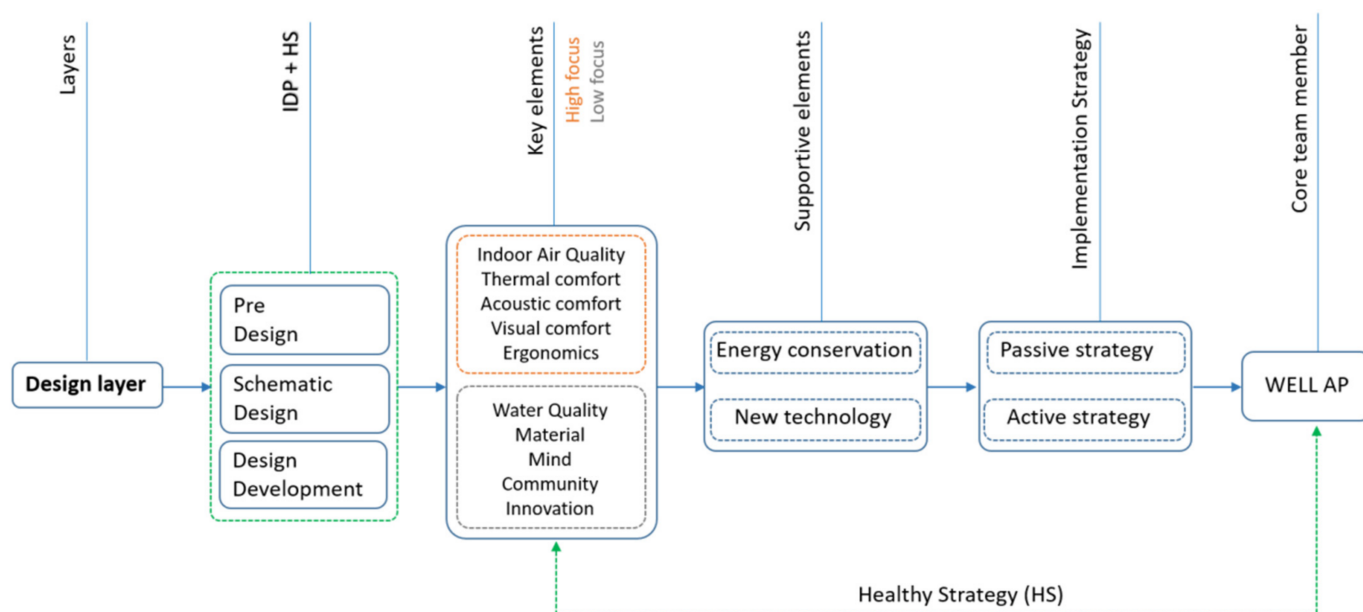 Layers
IDP + HS
Key elements
High focus
Low focus
Supportive elements
Implementation Strategy
Core team member
Design layer
Pre
Design
Schematic
Design
Design
Development
Indoor Air Quality
Thermal comfort
Acoustic comfort
Visual comfort
Ergonomics
Water Quality
Material
Mind
Community
Innovation
Energy conservation
New technology
Passive strategy
Active strategy
WELL AP
Healthy Strategy (HS)